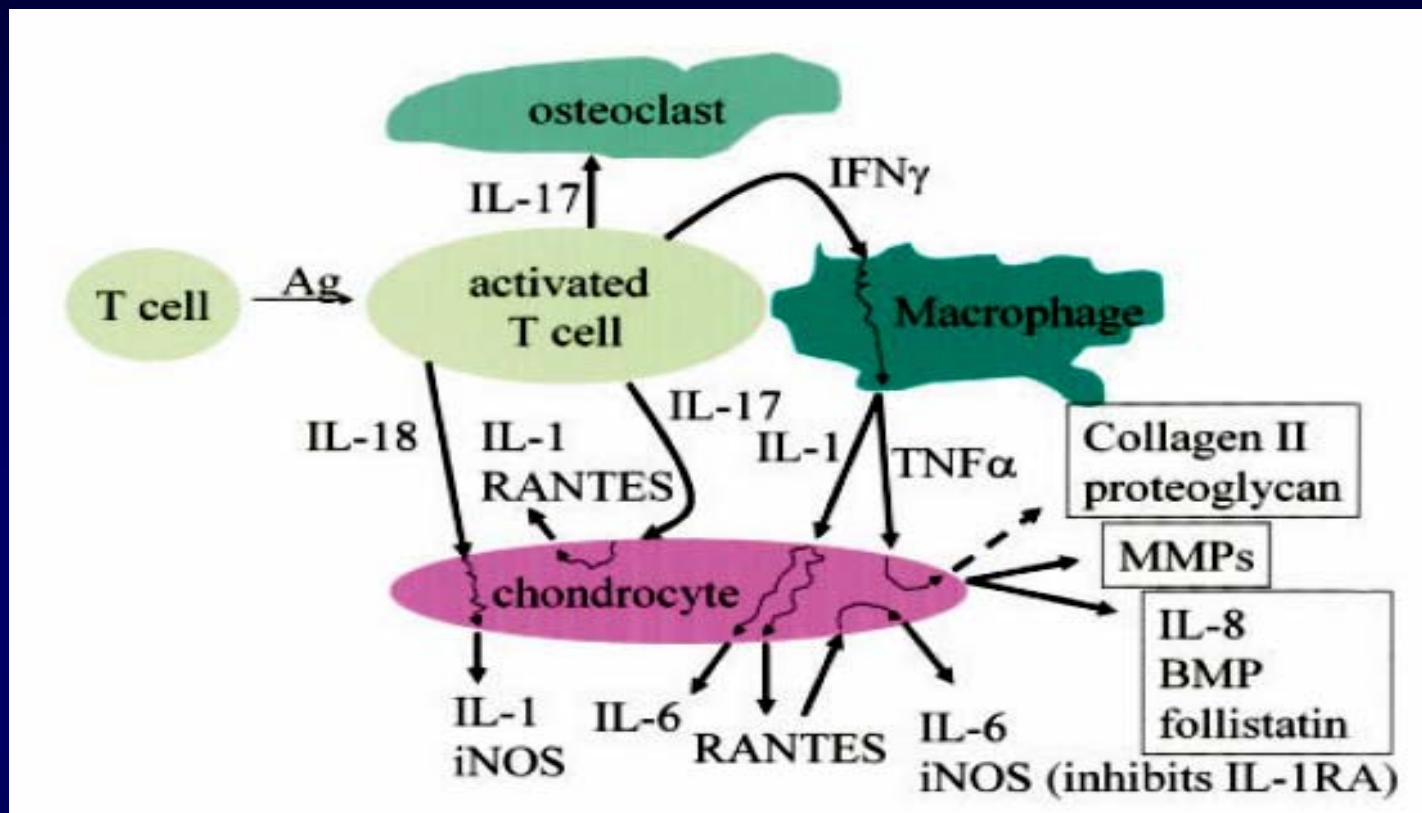 osteoclast
IL-17
IFNγ
T cell
Ag
activated
T cell
Macrophage
IL-18
IL-1
RANTES
IL-17
IL-1
TNFα
Collagen II
proteoglycan
chondrocyte
MMPs
IL-8
BMP
follistatin
IL-1
iNOS
IL-6
RANTES
IL-6
iNOS (inhibits IL-1RA)